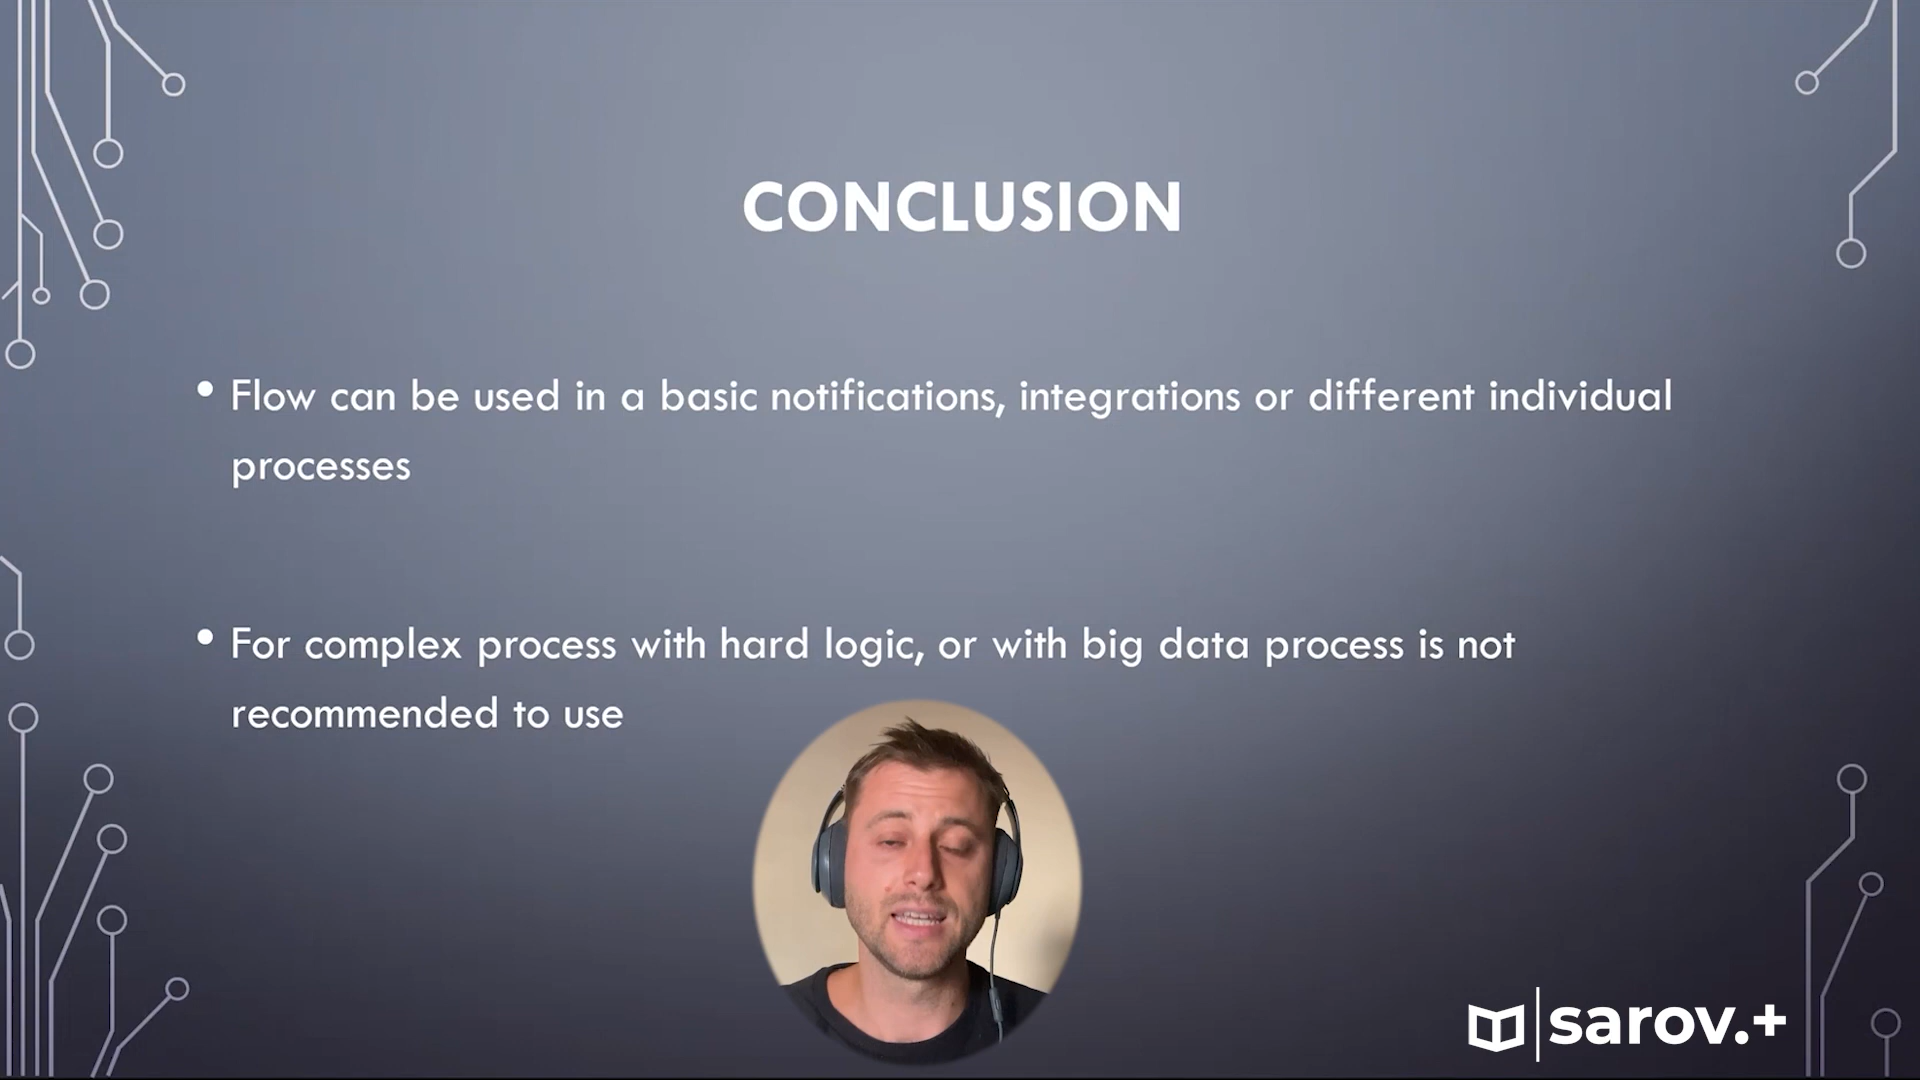 CONCLUSION
• Flow can be used in a basic notifications, integrations or different individual
processes
• For complex process with hard logic, or with big data process is not
recommended to use
sarov.+